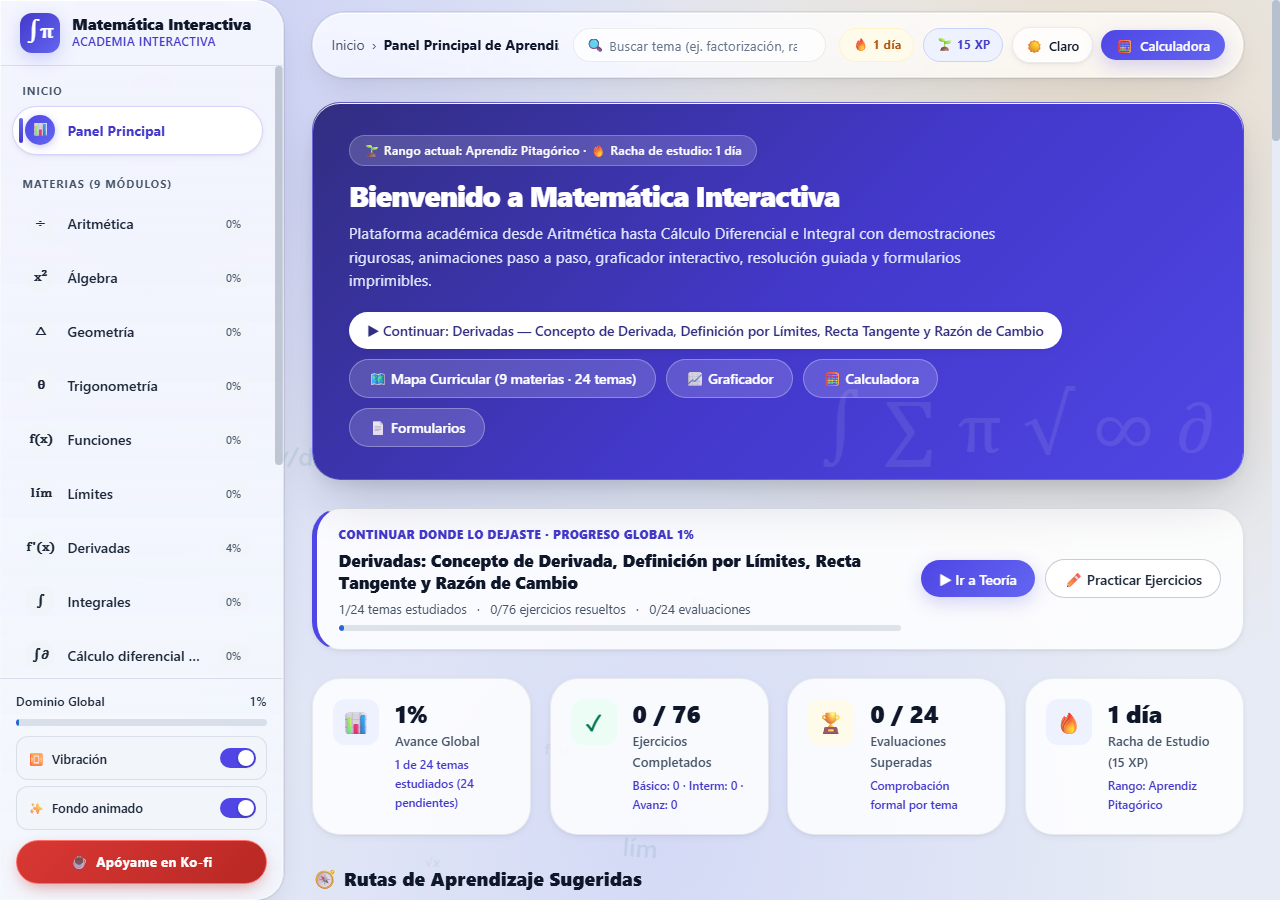 ∫π
Matemática Interactiva
ACADEMIA INTERACTIVA
INICIO
Panel Principal
MATERIAS (9 MÓDULOS)
÷ Aritmética 0%
x² Álgebra 0%
△ Geometría 0%
θ Trigonometría 0%
f(x) Funciones 0%
lím Límites 0%
f'(x) Derivadas 4%
∫ Integrales 0%
∫∂ Cálculo diferencial ... 0%
Dominio Global 1%
Vibración
Fondo animado
Apóyame en Ko-fi
Inicio › Panel Principal de Aprendi
Buscar tema (ej. factorización, ra
1 día
15 XP
Claro
Calculadora
Rango actual: Aprendiz Pitagórico · Racha de estudio: 1 día
Bienvenido a Matemática Interactiva
Plataforma académica desde Aritmética hasta Cálculo Diferencial e Integral con demostraciones
rigurosas, animaciones paso a paso, graficador interactivo, resolución guiada y formularios
imprimibles.
▶ Continuar: Derivadas — Concepto de Derivada, Definición por Límites, Recta Tangente y Razón de Cambio
Mapa Curricular (9 materias · 24 temas)
Graficador
Calculadora
Formularios
∫ ∑ π √ ∞ ∂
CONTINUAR DONDE LO DEJASTE · PROGRESO GLOBAL 1%
Derivadas: Concepto de Derivada, Definición por Límites, Recta
Tangente y Razón de Cambio
1/24 temas estudiados · 0/76 ejercicios resueltos · 0/24 evaluaciones
▶ Ir a Teoría
Practicar Ejercicios
1%
Avance Global
1 de 24 temas
estudiados (24
pendientes)
✓
0 / 76
Ejercicios
Completados
Básico: 0 · Interm: 0 ·
Avanz: 0
0 / 24
Evaluaciones
Superadas
Comprobación
formal por tema
1 día
Racha de Estudio
(15 XP)
Rango: Aprendiz
Pitagórico
lím
√x
Rutas de Aprendizaje Sugeridas